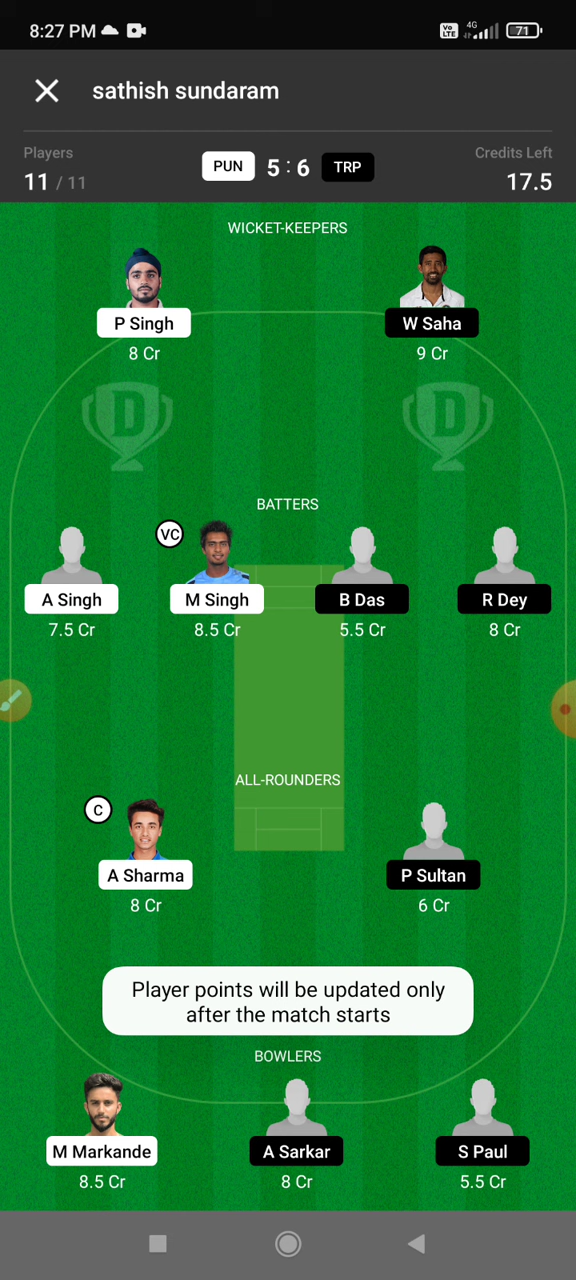 8:27 PM
Vo LTE 4G 71
sathish sundaram
Players
11 / 11
PUN 5 : 6 TRP
Credits Left
17.5
WICKET-KEEPERS
P Singh W Saha
8 Cr 9 Cr
D D
BATTERS
VC
A Singh M Singh B Das R Dey
7.5 Cr 8.5 Cr 5.5 Cr 8 Cr
ALL-ROUNDERS
C
A Sharma P Sultan
8 Cr 6 Cr
Player points will be updated only
after the match starts
BOWLERS
M Markande A Sarkar S Paul
8.5 Cr 8 Cr 5.5 Cr